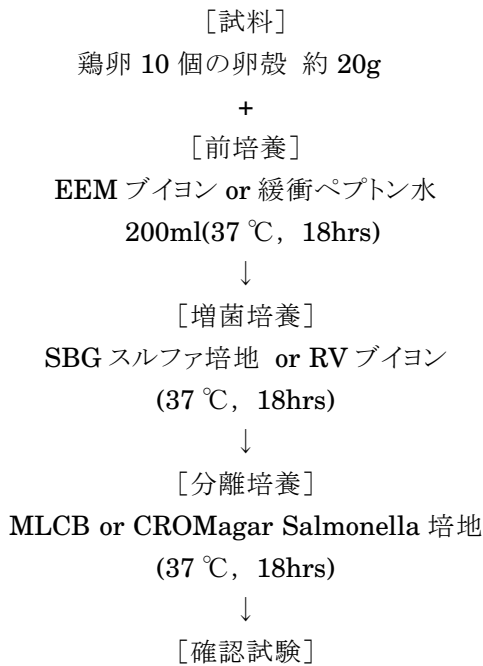 ［試料］
鶏卵 10 個の卵殻 約 20g
+
［前培養］
EEM ブイヨン or 緩衝ペプトン水
200ml(37 ℃，18hrs)
↓
［増菌培養］
SBG スルファ培地 or RV ブイヨン
(37 ℃，18hrs)
↓
［分離培養］
MLCB or CROMagar Salmonella 培地
(37 ℃，18hrs)
↓
［確認試験］